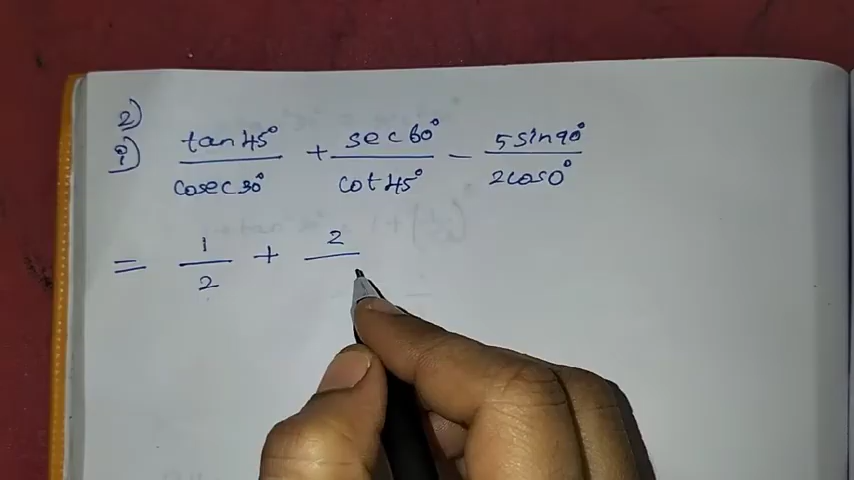 2)
i) tan45°/cosec30° + sec60°/cot45° - 5sin90°/2cos0°
= 1/2 + 2/